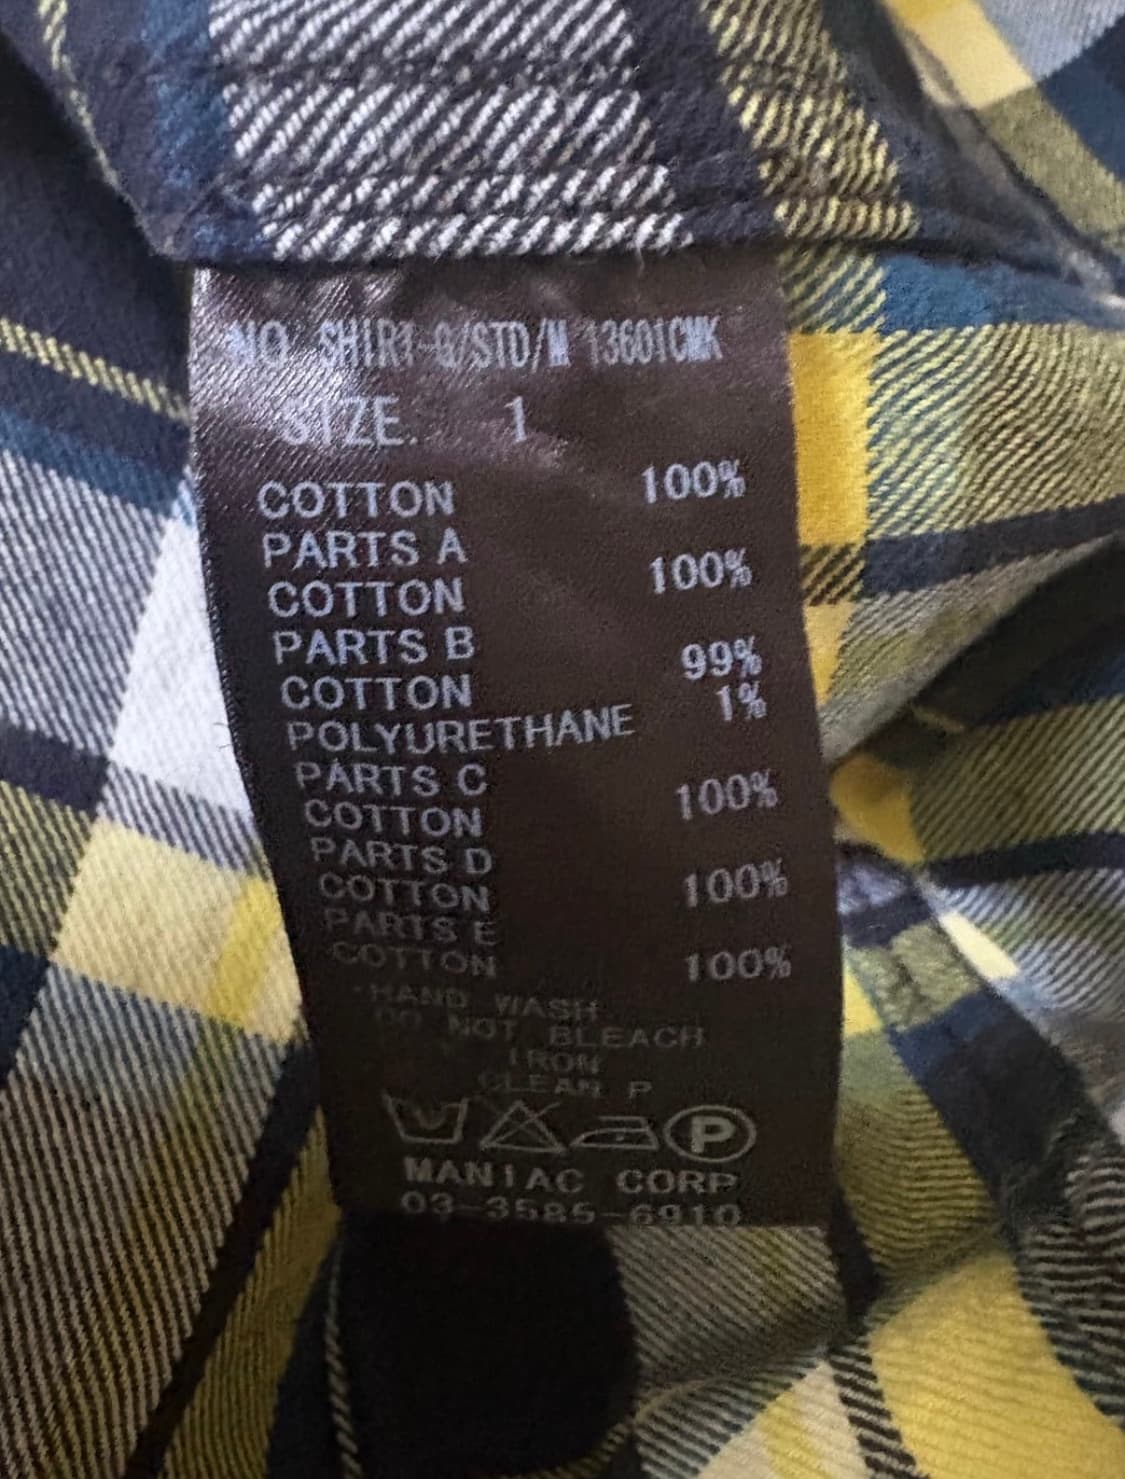 NO. SHIRT-G/STD/M 13601CMK
SIZE. 1
COTTON 100%
PARTS A
COTTON 100%
PARTS B
COTTON 99%
POLYURETHANE 1%
PARTS C
COTTON 100%
PARTS D
COTTON 100%
PARTS E
COTTON 100%
·HAND WASH
DO NOT BLEACH
IRON
CLEAN P
P
MANIAC CORP
03-3585-6910